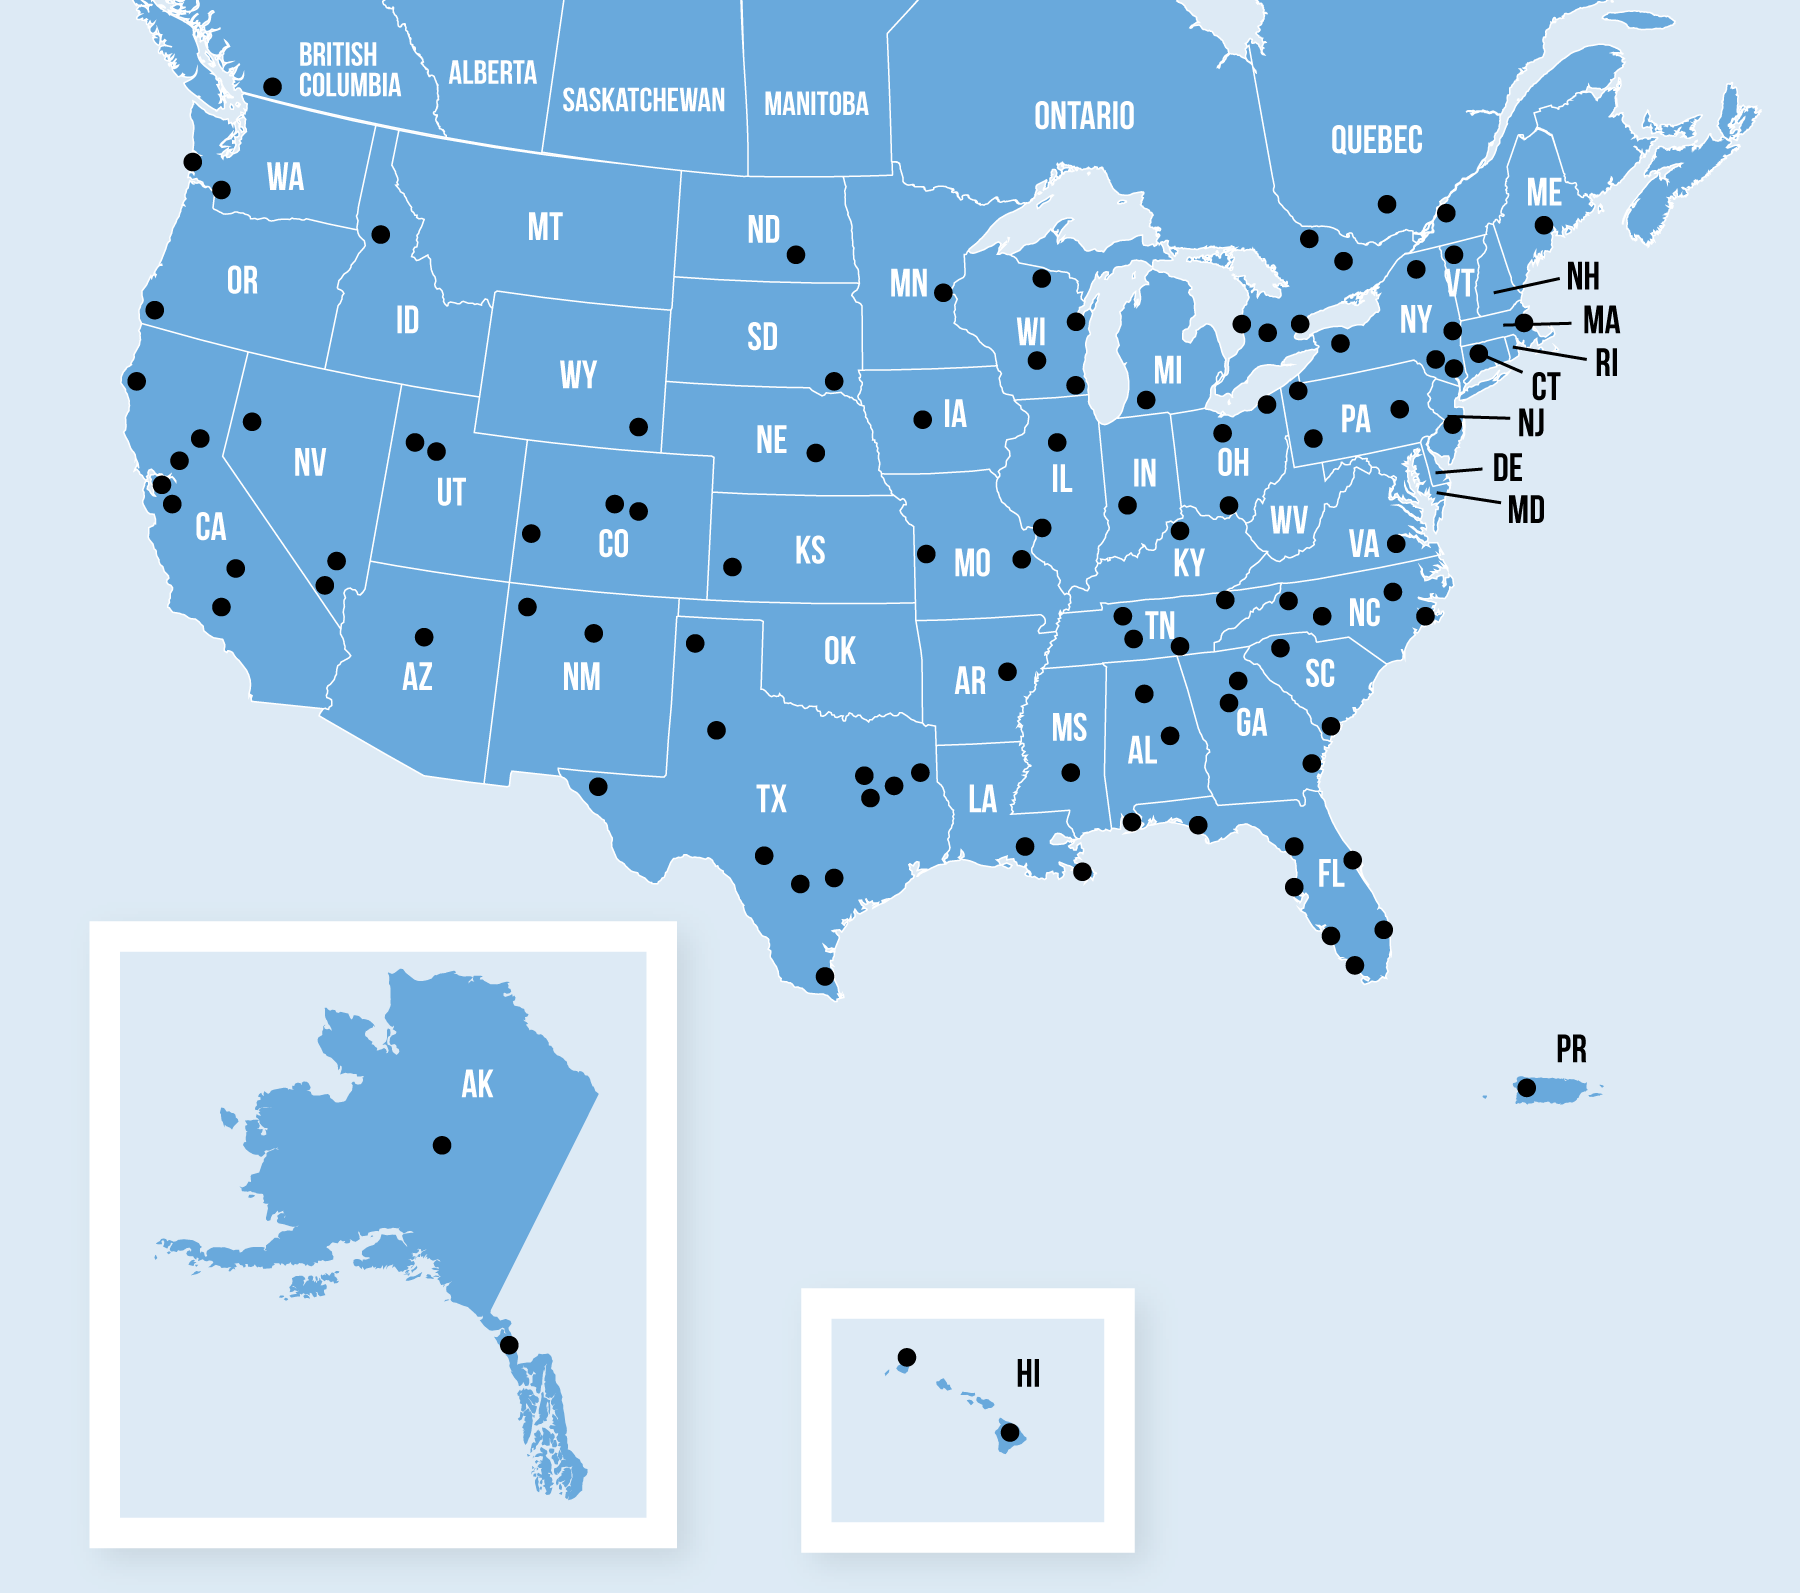 BRITISH
COLUMBIA
ALBERTA
SASKATCHEWAN
MANITOBA
ONTARIO
QUEBEC
WA
MT
ND
MN
ME
OR
ID
WY
SD
WI
MI
NY
VT
NH
MA
RI
CT
NJ
DE
MD
NV
UT
CA
CO
NE
IA
IL
IN
OH
PA
WV
VA
KS
MO
KY
AZ
NM
OK
AR
TN
NC
SC
MS
AL
GA
TX
LA
FL
AK
PR
HI